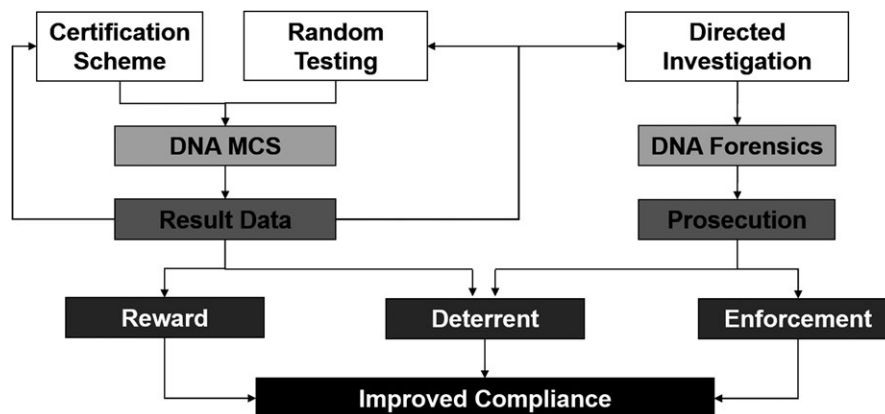 Certification
Scheme
Random
Testing
Directed
Investigation
DNA MCS
DNA Forensics
Result Data
Prosecution
Reward
Deterrent
Enforcement
Improved Compliance